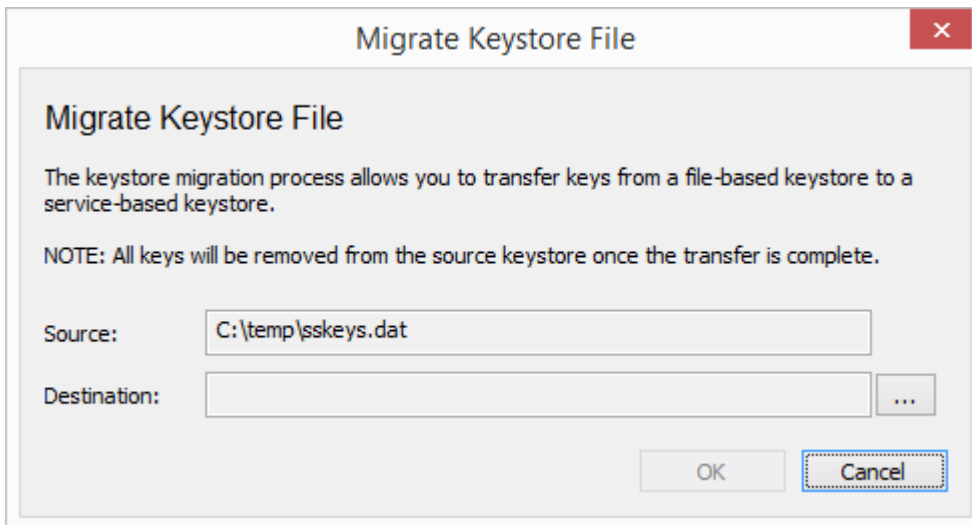 Migrate Keystore File
Migrate Keystore File
The keystore migration process allows you to transfer keys from a file-based keystore to a
service-based keystore.
NOTE: All keys will be removed from the source keystore once the transfer is complete.
Source: C:\temp\sskeys.dat
Destination: ...
OK Cancel